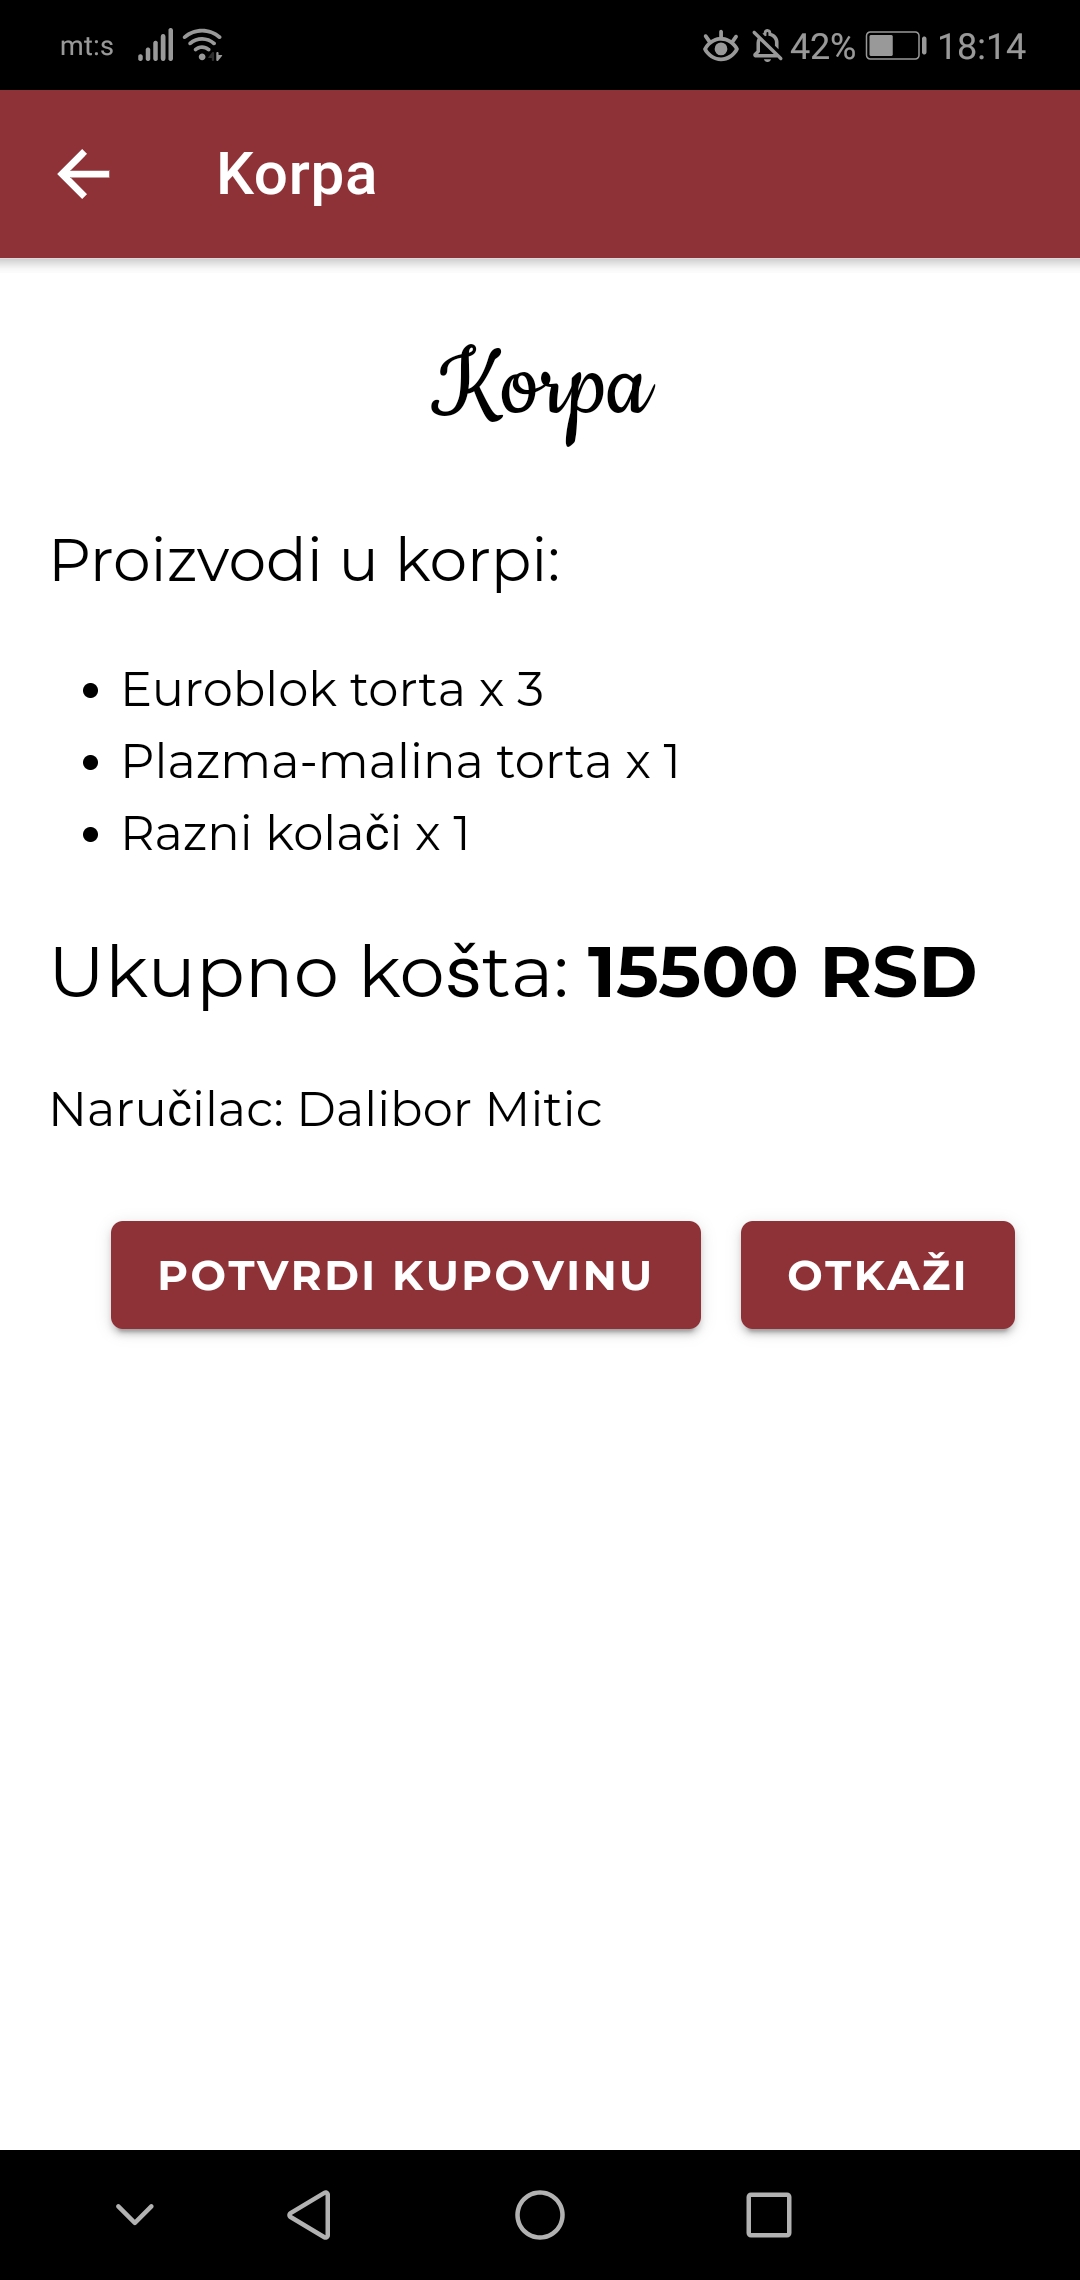 mt:s 42% 18:14
Korpa
Korpa
Proizvodi u korpi:
Euroblok torta x 3
Plazma-malina torta x 1
Razni kolači x 1
Ukupno košta: 15500 RSD
Naručilac: Dalibor Mitic
POTVRDI KUPOVINU OTKAŽI